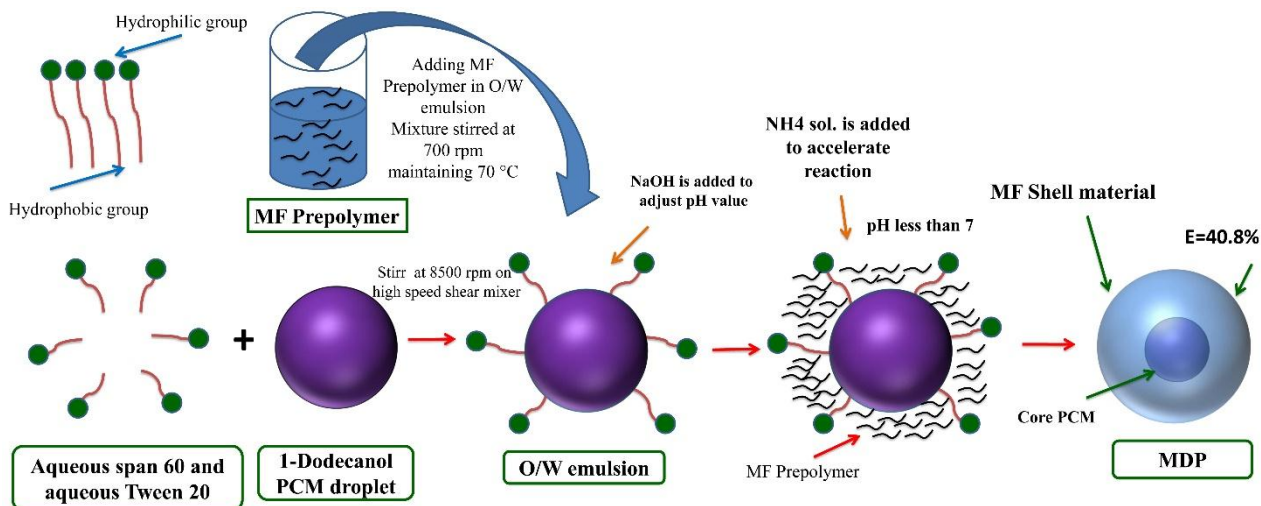 Hydrophilic group
Hydrophobic group
Adding MF
Prepolymer in O/W
emulsion
Mixture stirred at
700 rpm
maintaining 70 °C
MF Prepolymer
NaOH is added to
adjust pH value
NH4 sol. is added
to accelerate
reaction
pH less than 7
MF Shell material
E=40.8%
Stirr at 8500 rpm on
high speed shear mixer
+
Core PCM
MF Prepolymer
Aqueous span 60 and
aqueous Tween 20
1-Dodecanol
PCM droplet
O/W emulsion
MDP